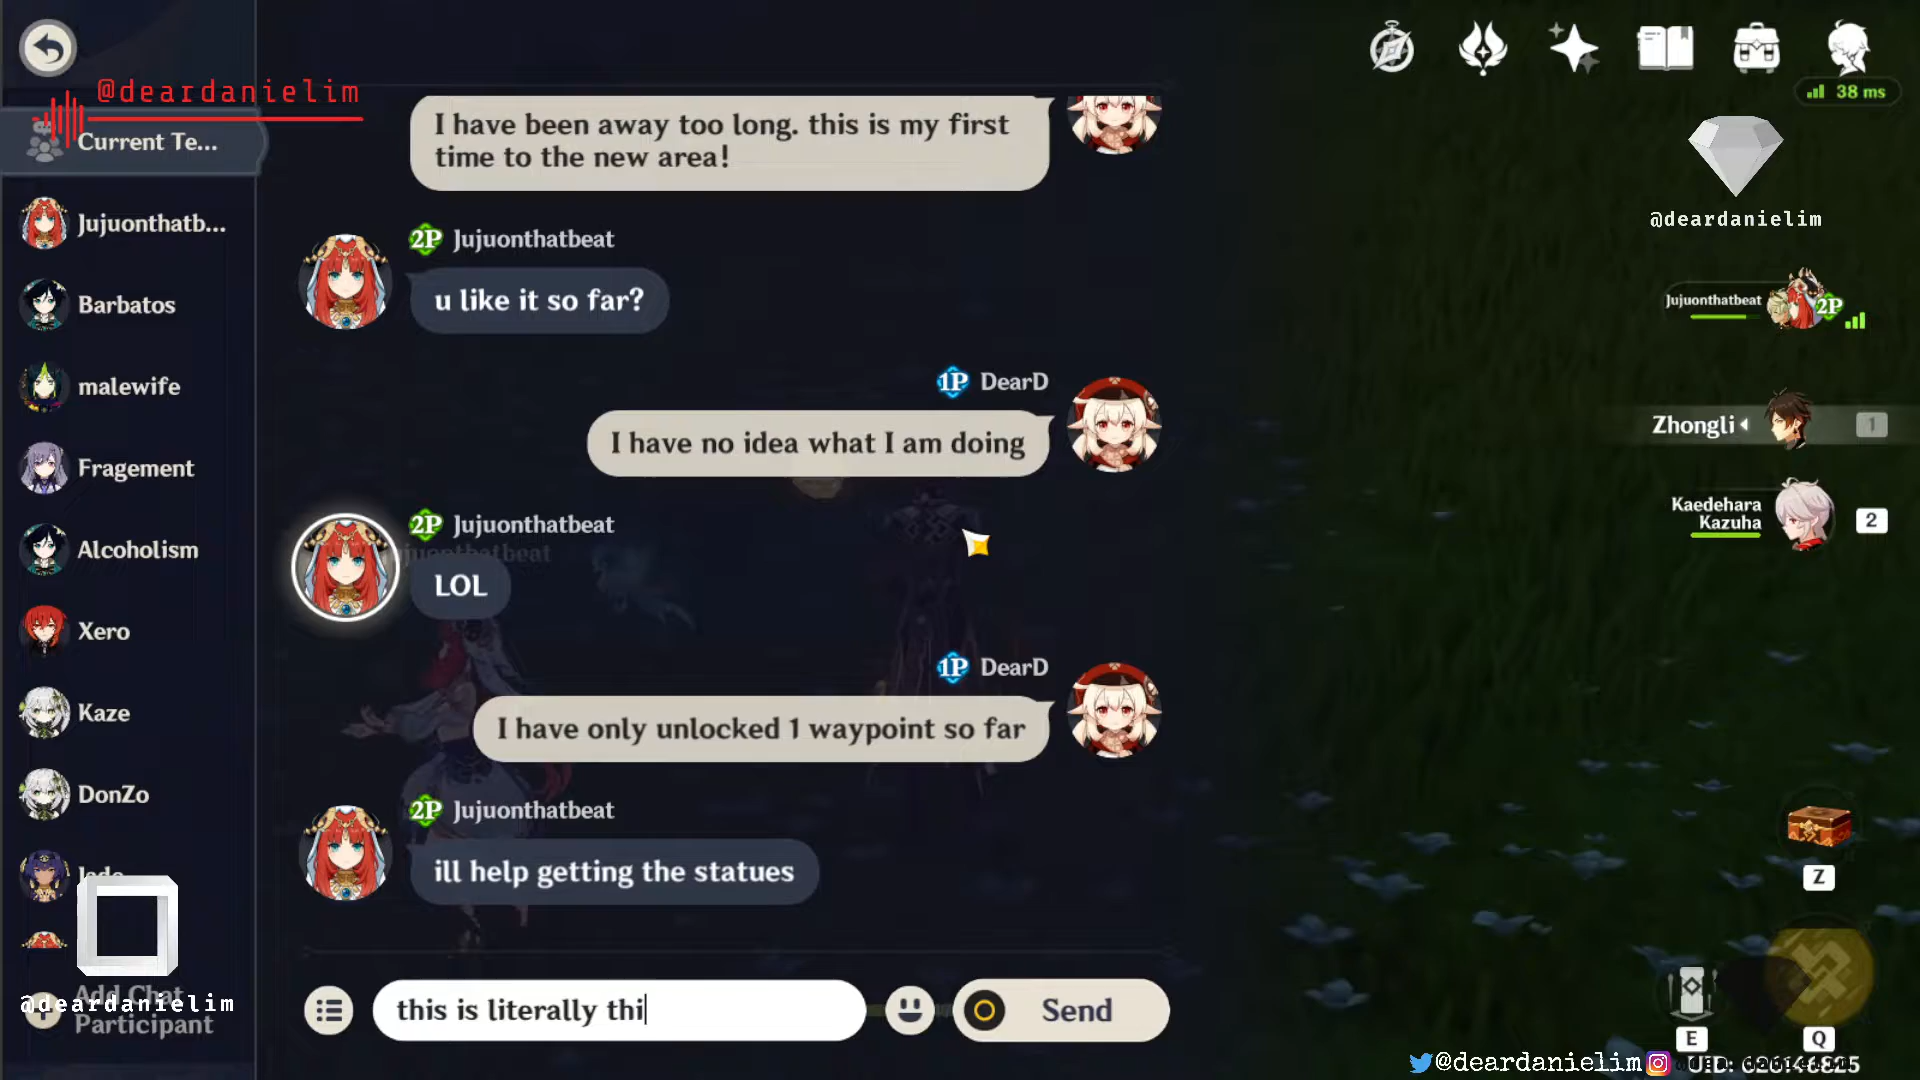 @deardanielim
Current Te...
Jujuonthatb...
Barbatos
malewife
Fragement
Alcoholism
Xero
Kaze
DonZo
@deardanielim
Add Chat
Participant
I have been away too long. this is my first
time to the new area!
2P Jujuonthatbeat
u like it so far?
1P DearD
I have no idea what I am doing
2P Jujuonthatbeat
Jujuonthatbeat
LOL
1P DearD
I have only unlocked 1 waypoint so far
2P Jujuonthatbeat
ill help getting the statues
this is literally thi
Send
38 ms
@deardanielim
Jujuonthatbeat 2P
Zhongli 1
Kaedehara
Kazuha 2
Z
E Q
@deardanielim
UID: 626146825